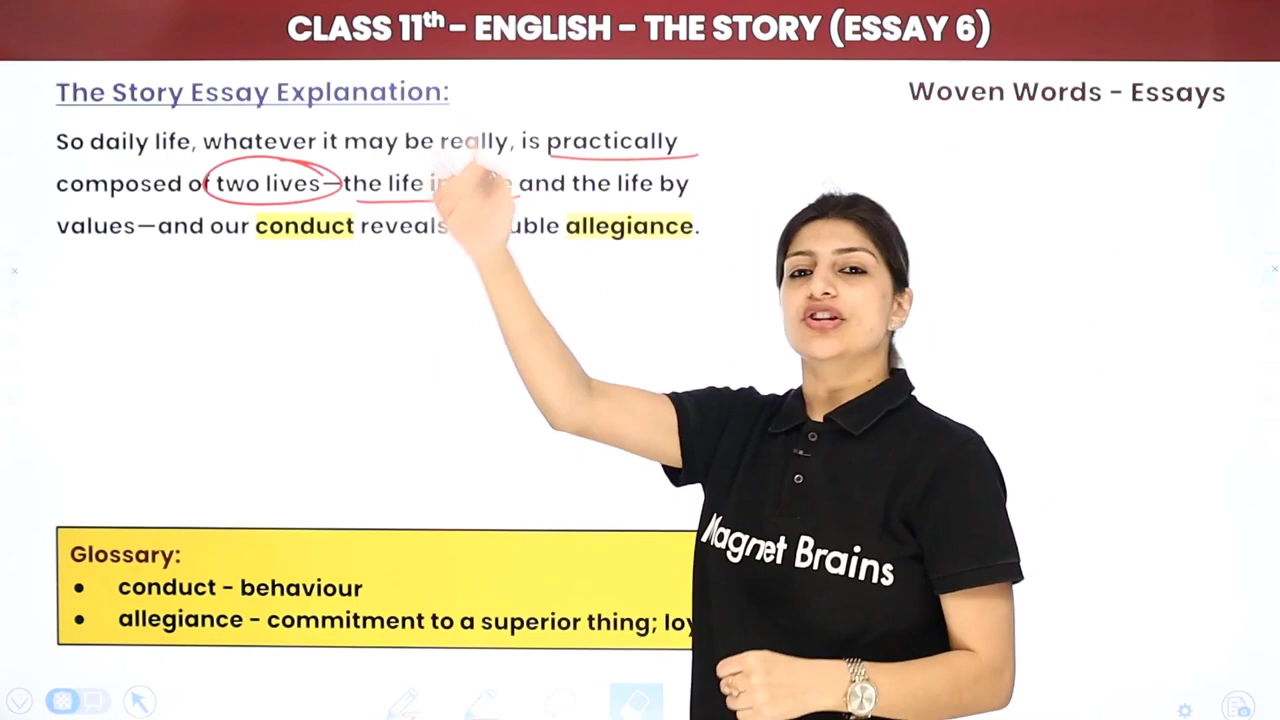 CLASS 11th - ENGLISH - THE STORY (ESSAY 6)
The Story Essay Explanation:
Woven Words - Essays
So daily life, whatever it may be really, is practically
composed of two lives—the life and the life by
values—and our conduct reveals allegiance.
Glossary:
• conduct - behaviour
• allegiance - commitment to a superior thing;
Magnet Brains